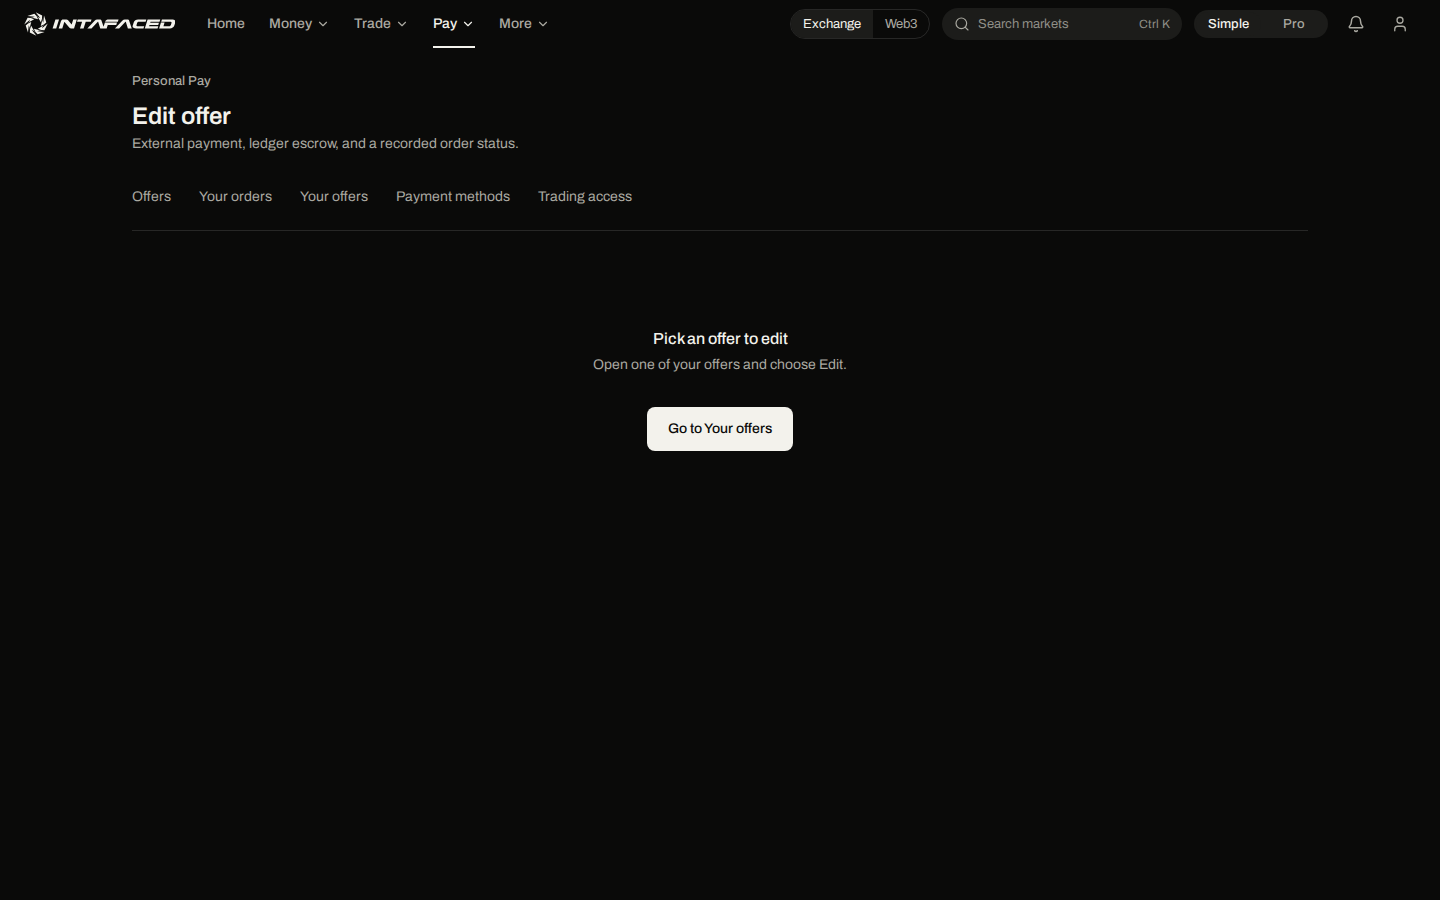 INTAFACED
Home Money Trade Pay More
Exchange Web3
Search markets Ctrl K
Simple Pro
Personal Pay
Edit offer
External payment, ledger escrow, and a recorded order status.
Offers Your orders Your offers Payment methods Trading access
Pick an offer to edit
Open one of your offers and choose Edit.
Go to Your offers